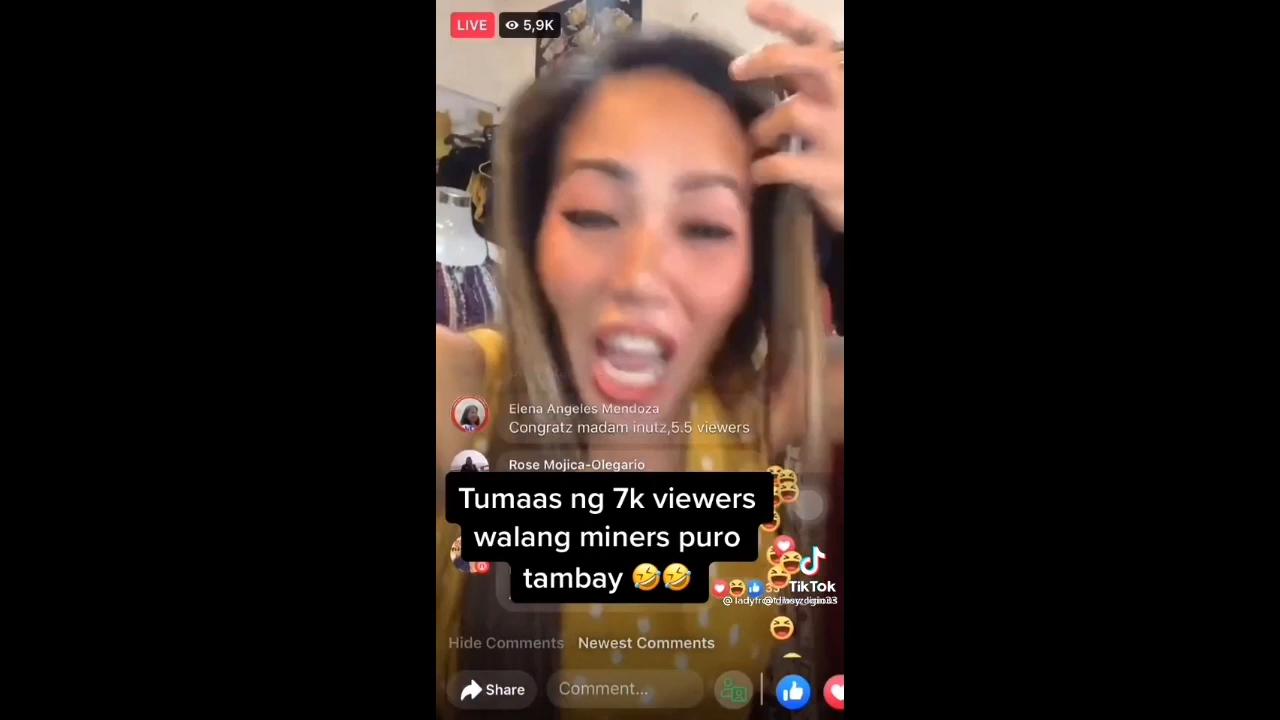 LIVE 5,9K
Elena Angeles Mendoza
Congratz madam inutz,5.5 viewers
Rose Mojica-Olegario
Tumaas ng 7k viewers
walang miners puro
tambay 🤣🤣
TikTok
Hide Comments Newest Comments
Share Comment...